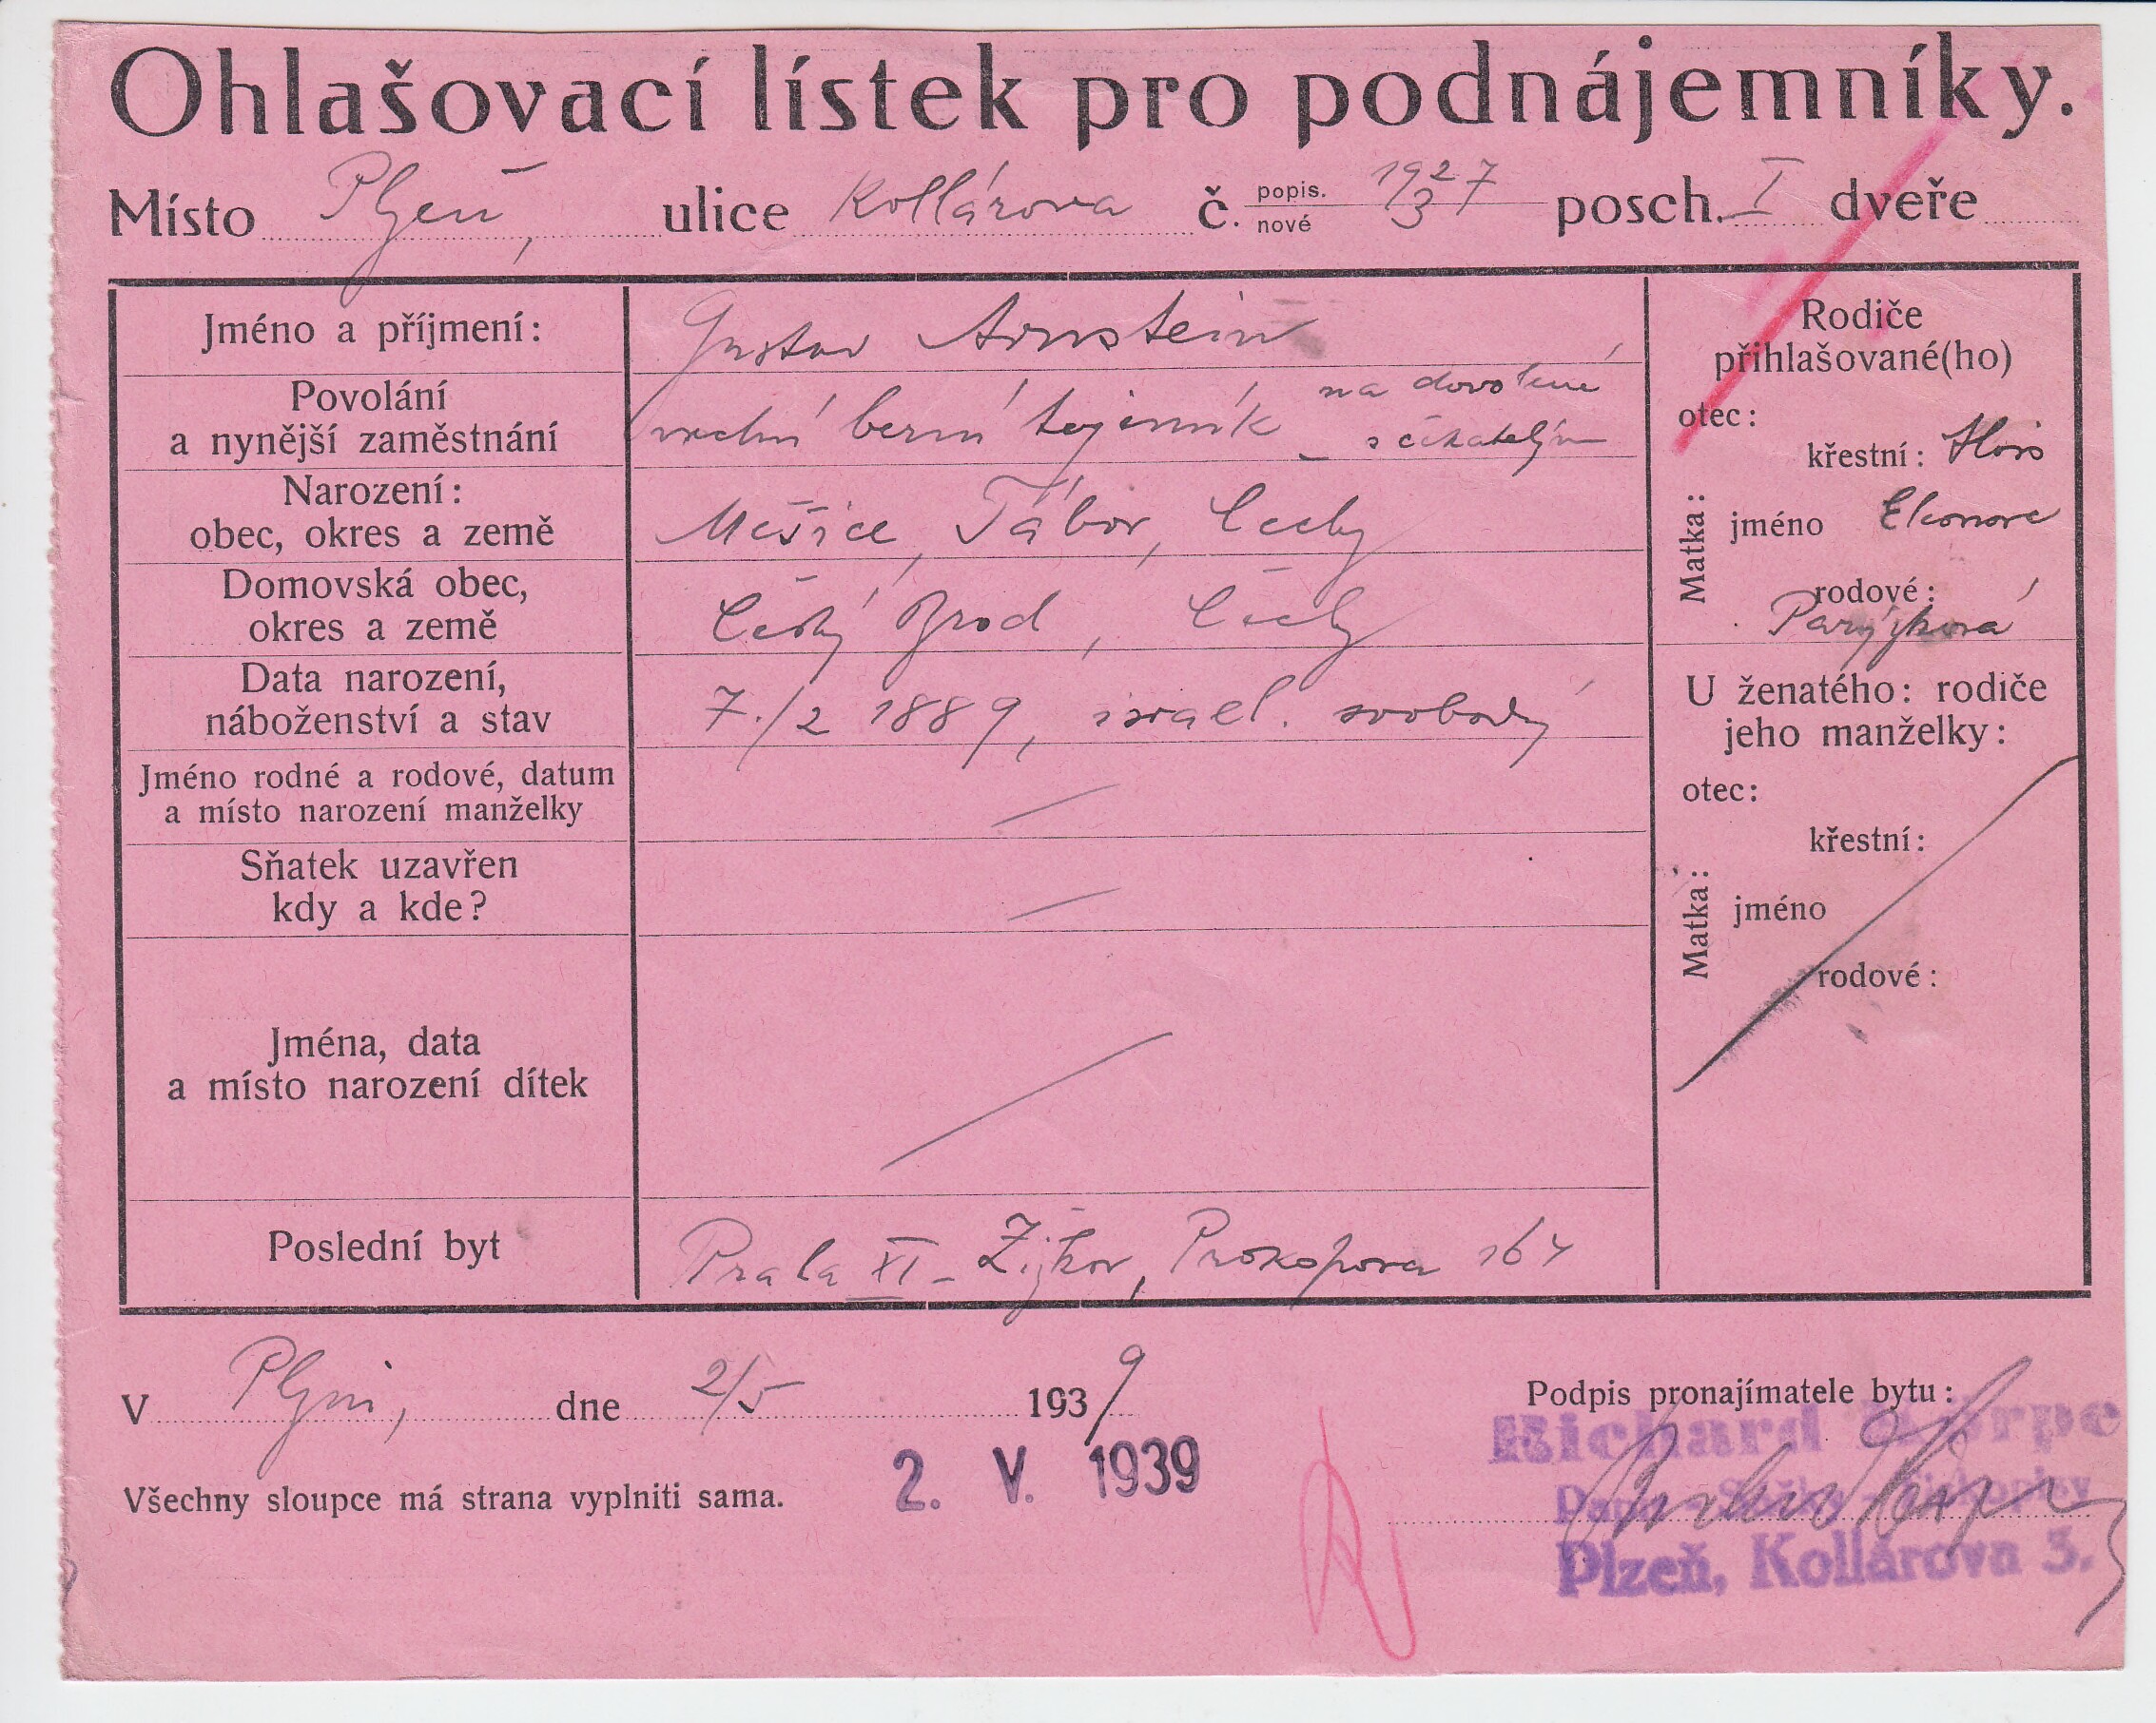 Ohlašovací lístek pro podnájemníky.
Místo Plzeň, ulice Kollárova č. popis. 1927 nové 3 posch. I dveře
Jméno a příjmení: Gustav Arnstein
Povolání a nynější zaměstnání vrchní berní tajemník na dovolené s čekatelným
Narození: obec, okres a země Měšice, Tábor, Čechy
Domovská obec, okres a země Český Brod, Čechy
Data narození, náboženství a stav 7./2 1889, israel. svobodný
Jméno rodné a rodové, datum a místo narození manželky
Sňatek uzavřen kdy a kde?
Jména, data a místo narození dítek
Poslední byt Praha XI - Žižkov, Prokopova 164
Rodiče
přihlašované(ho)
otec:
křestní: Alois
Matka: jméno Eleonora
rodové:
U ženatého: rodiče
jeho manželky:
otec:
křestní:
Matka: jméno
rodové:
V Plzni, dne 2/5 1939
Všechny sloupce má strana vyplniti sama.
2. V. 1939
Podpis pronajímatele bytu:
Richard
Plzeň, Kollárova 3.